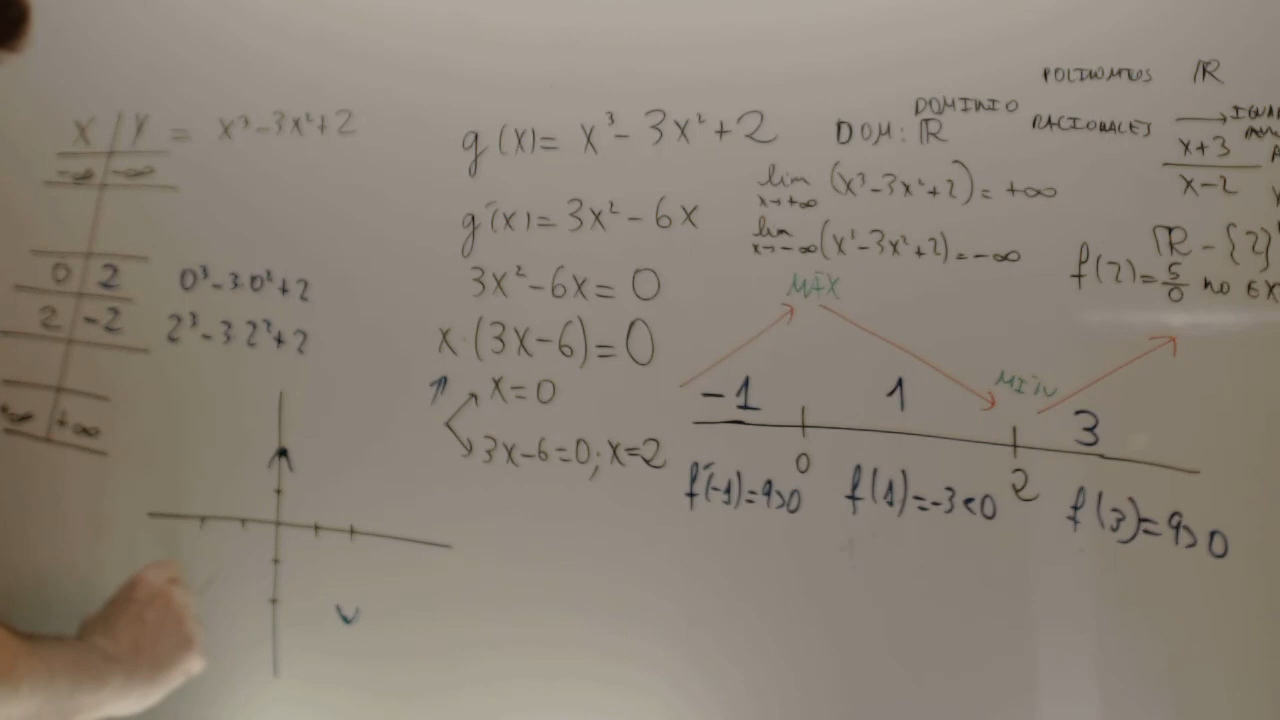 X | Y = x³-3x²+2
-∞ | -∞
0 | 2 0³-3·0²+2
2 | -2 2³-3·2²+2
+∞
g(x)= x³-3x²+2
g'(x)= 3x²-6x
3x²-6x=0
x·(3x-6)=0
x=0
3x-6=0; x=2
DOMINIO
POLINOMIOS ℝ
RACIONALES →
x+3
x-2
DOM: ℝ
lim x→+∞ (x³-3x²+2)=+∞
lim x→-∞ (x³-3x²+2)=-∞
ℝ-{2}
f(2)=5/0 no
MÁX
MÍN
-1 1 3
0 2
f'(-1)=9>0 f(1)=-3<0 f(3)=9>0